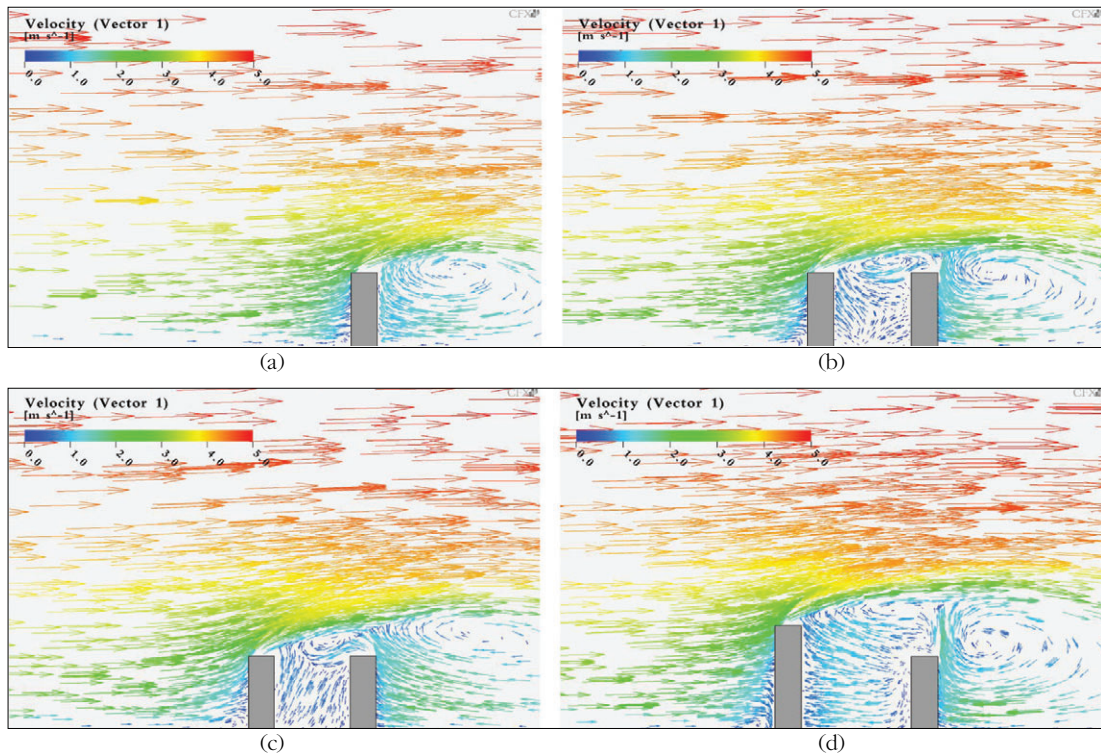 Velocity (Vector 1)
[m s^-1]
CFX
0.0
1.0
2.0
3.0
4.0
5.0
(a)
Velocity (Vector 1)
[m s^-1]
CFX
0.0
1.0
2.0
3.0
4.0
5.0
(b)
Velocity (Vector 1)
[m s^-1]
CFX
0.0
1.0
2.0
3.0
4.0
5.0
(c)
Velocity (Vector 1)
[m s^-1]
CFX
0.0
1.0
2.0
3.0
4.0
5.0
(d)